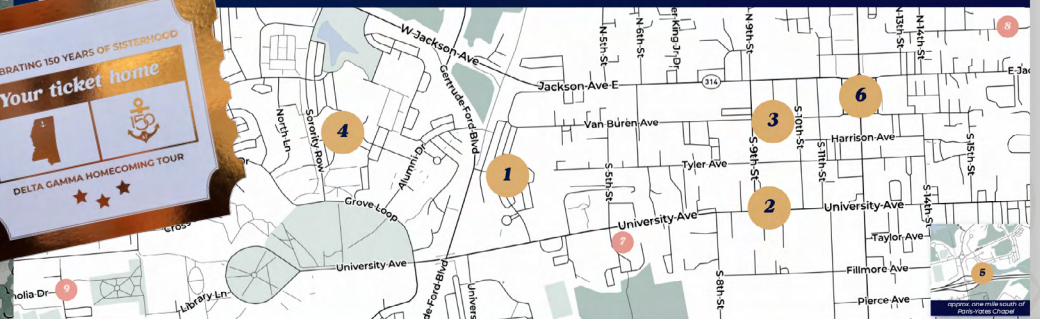 BRATING 150 YEARS OF SISTERHOOD
Your ticket home
150
DELTA GAMMA HOMECOMING TOUR
W Jackson Ave
Gertrude Ford Blvd
Jackson Ave E
314
N 5th St
N 6th St
er King Jr Dr
N 9th St
N 13th St
N 14th St
8
E Jac
North Ln
Sorority Row
4
Alumni Dr
Dr
Van Buren Ave
3
S 10th St
6
Harrison Ave
S 9th St
S 11th St
S 15th St
1
Tyler Ave
S 5th St
2
University Ave
University Ave
S 14th St
Grove Loop
Cross
7
Taylor Ave
University Ave
Fillmore Ave
5
nolia Dr
9
Library Ln
de Ford Blvd
Univers
S 8th St
Pierce Ave
approx. one mile south of
Paris-Yates Chapel